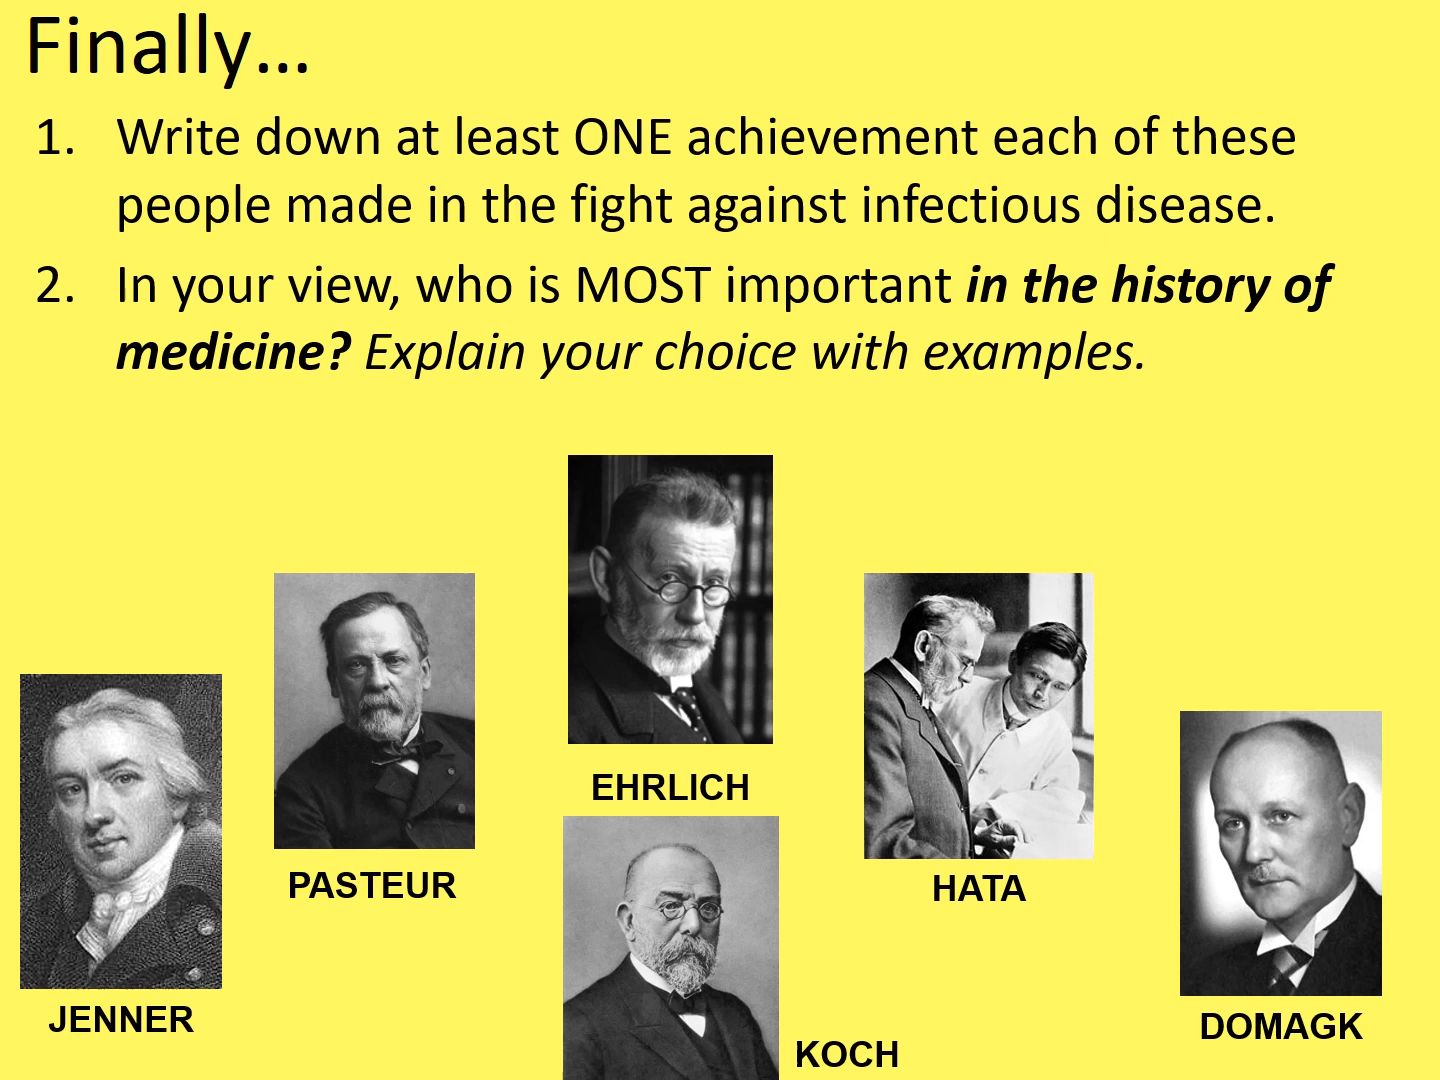 Finally…
1. Write down at least ONE achievement each of these
people made in the fight against infectious disease.
2. In your view, who is MOST important in the history of
medicine? Explain your choice with examples.
EHRLICH
PASTEUR
HATA
JENNER
DOMAGK
KOCH